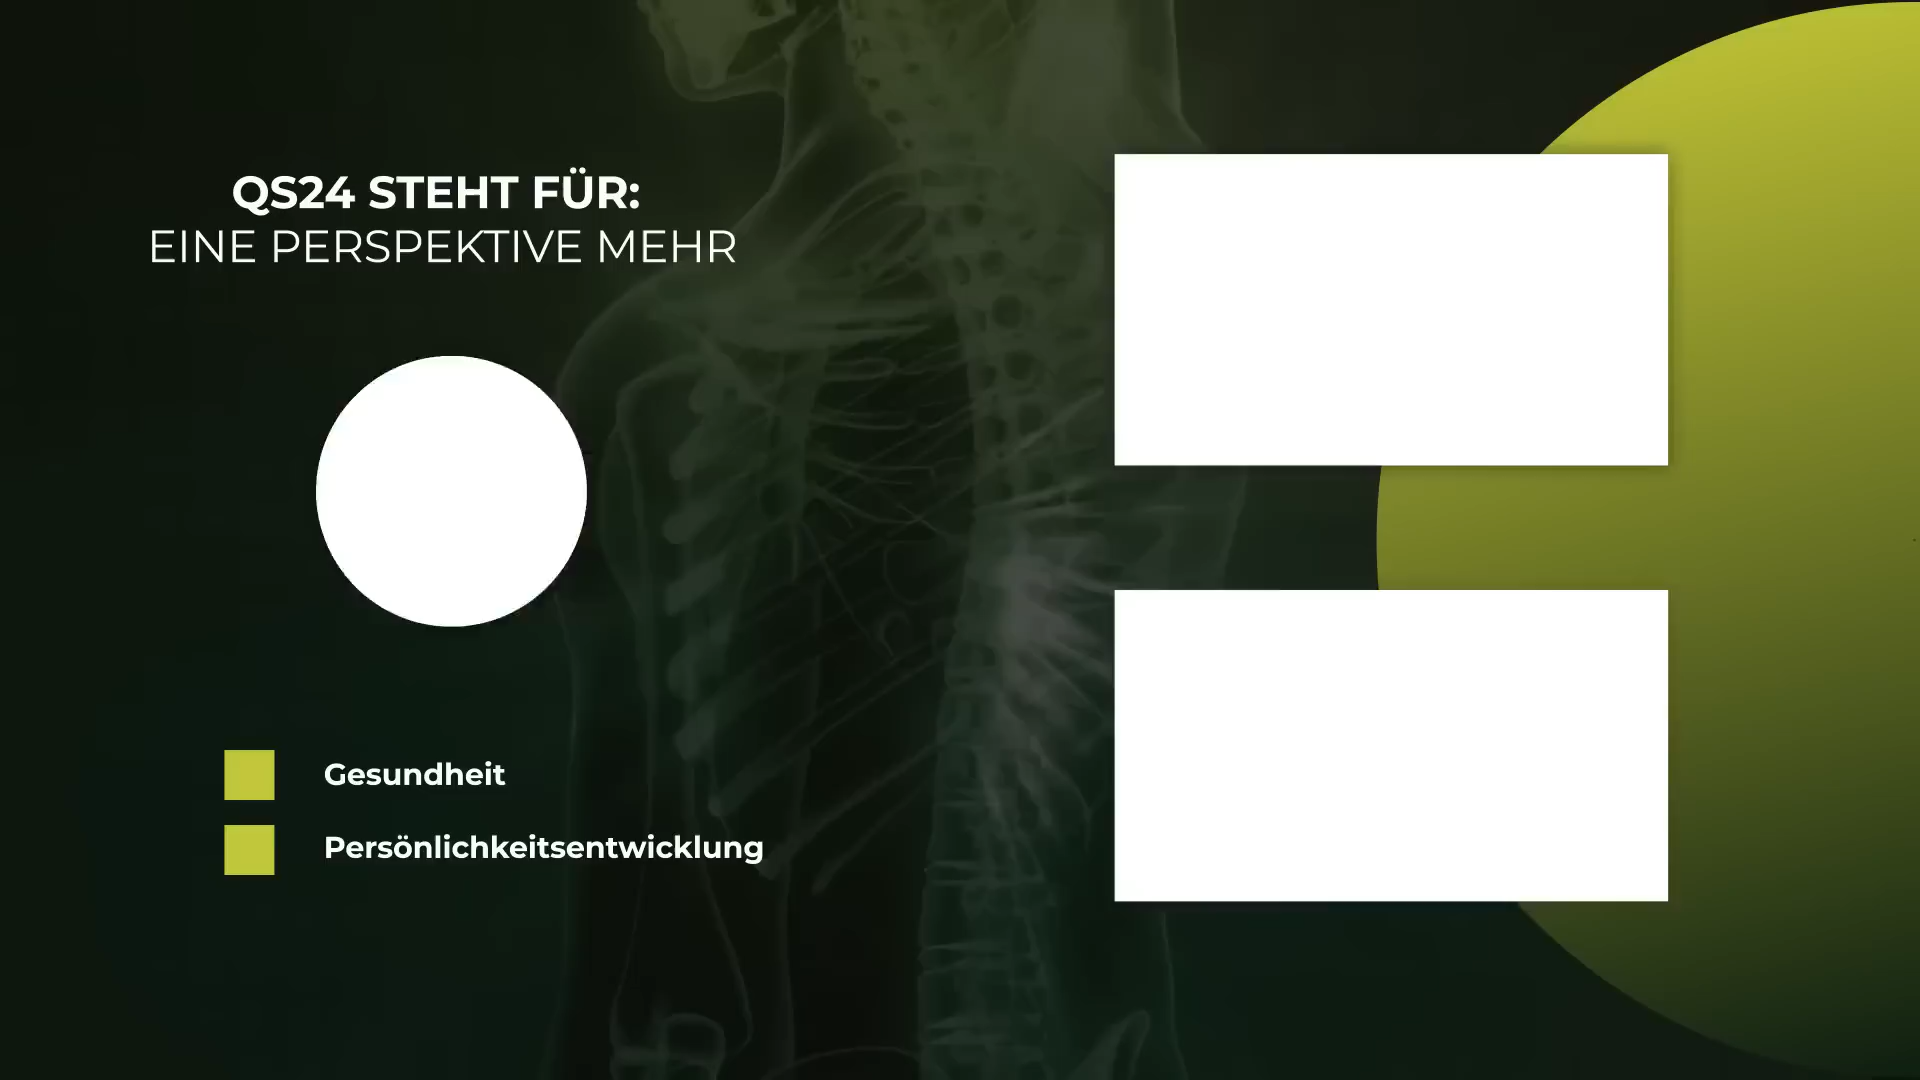 QS24 STEHT FÜR:
EINE PERSPEKTIVE MEHR
Gesundheit
Persönlichkeitsentwicklung